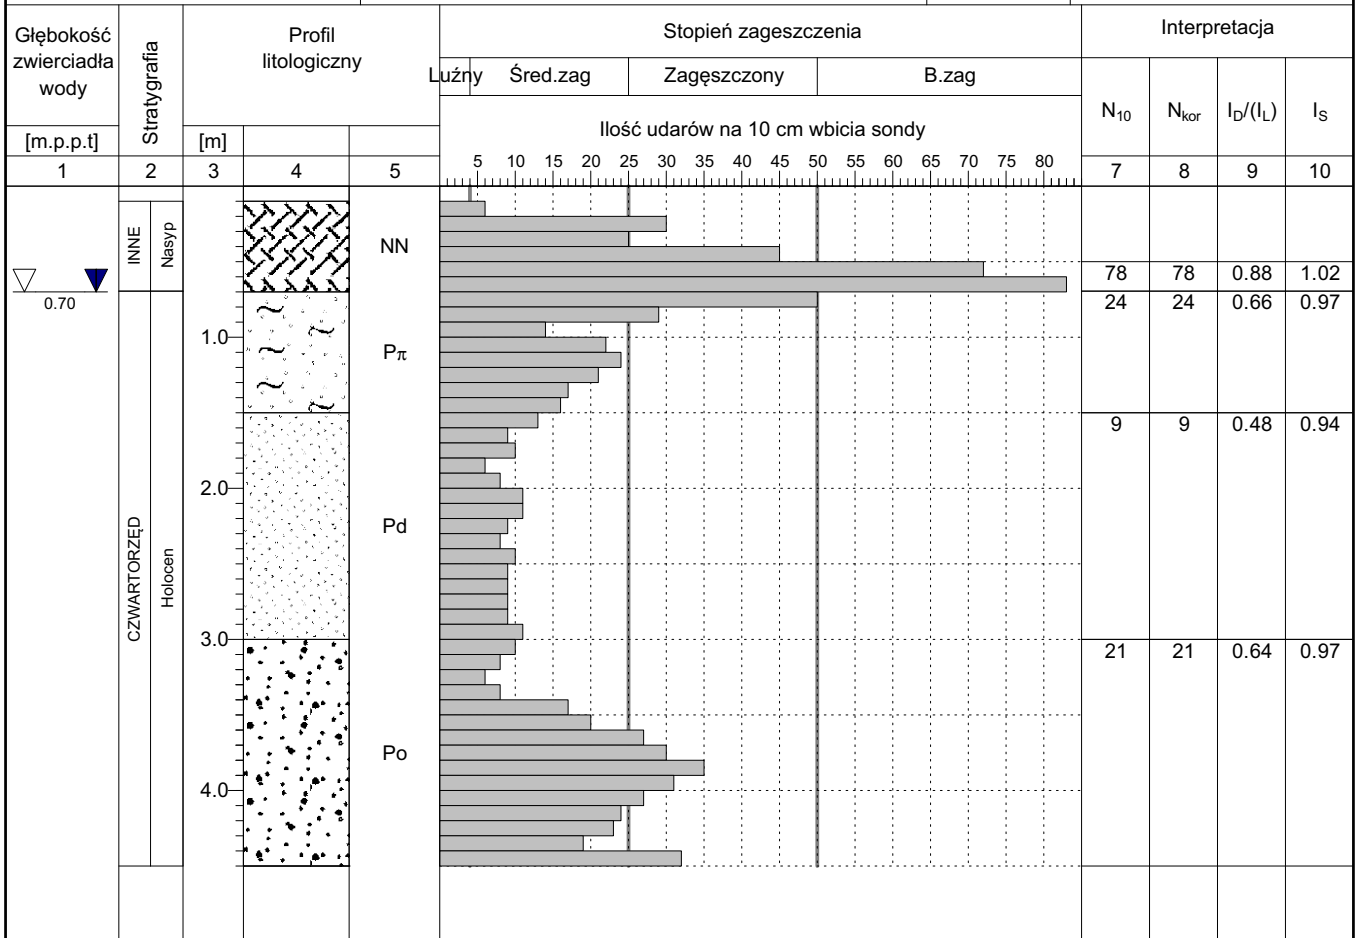 Głębokość
zwierciadła
wody
[m.p.p.t]
Stratygrafia
Profil
litologiczny
[m]
Stopień zagęszczenia
Luźny Śred.zag Zagęszczony B.zag
Ilość udarów na 10 cm wbicia sondy
5 10 15 20 25 30 35 40 45 50 55 60 65 70 75 80
Interpretacja
N10 Nkor ID/(IL) IS
1 2 3 4 5 7 8 9 10
INNE
Nasyp
NN
78 78 0.88 1.02
0.70
24 24 0.66 0.97
1.0
Pπ
9 9 0.48 0.94
2.0
Pd
CZWARTORZĘD
Holocen
3.0
21 21 0.64 0.97
Po
4.0